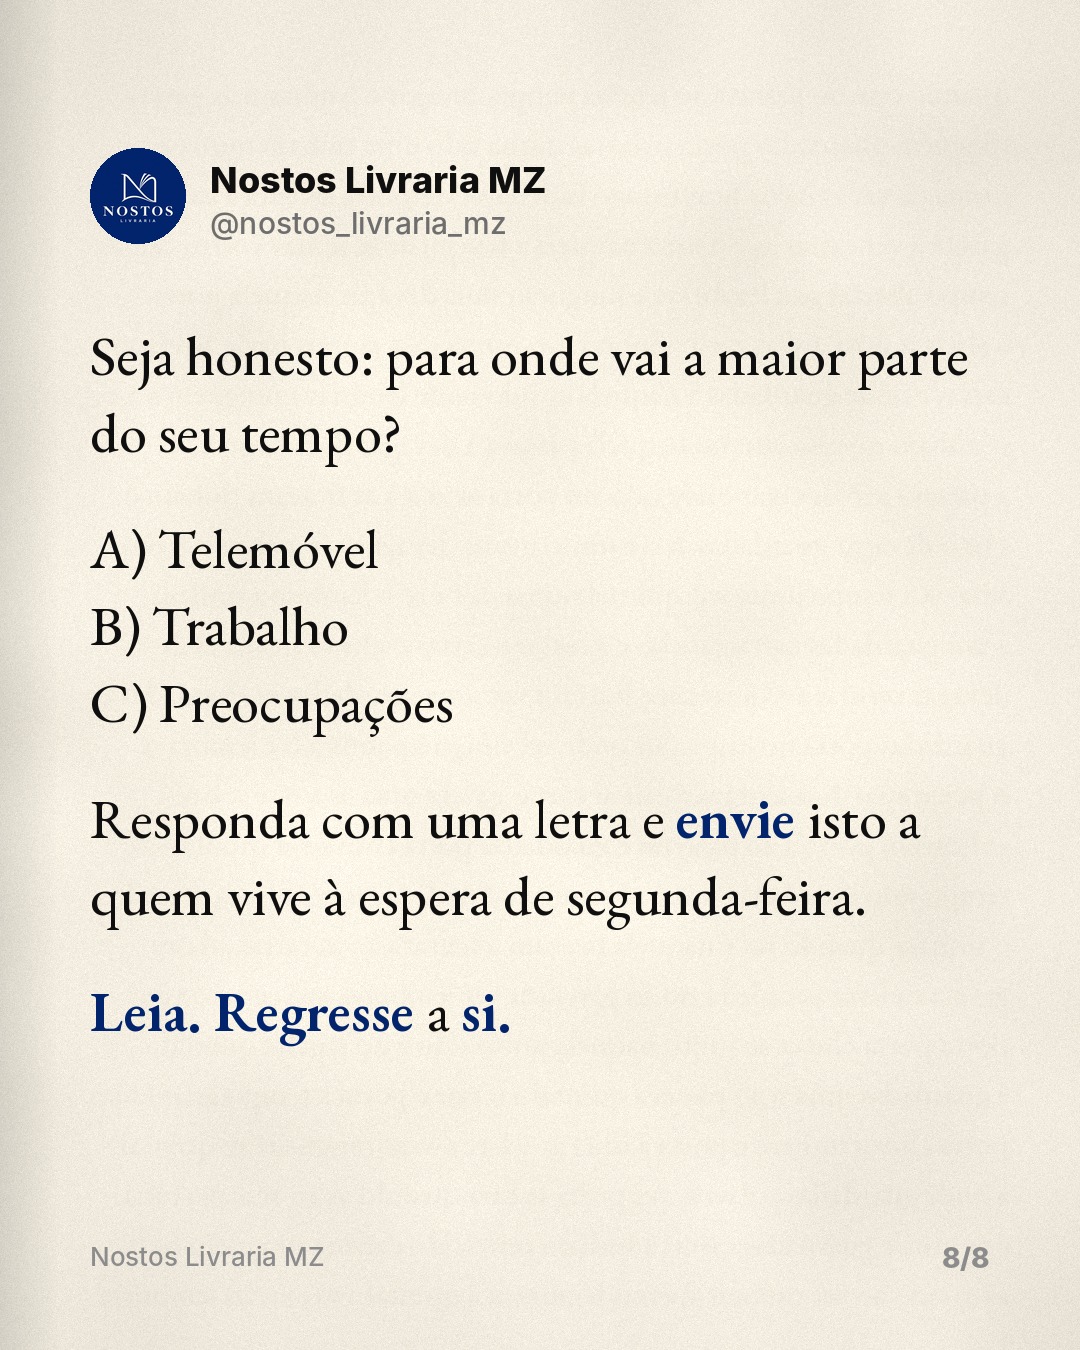 NOSTOS
LIVRARIA
Nostos Livraria MZ
@nostos_livraria_mz
Seja honesto: para onde vai a maior parte
do seu tempo?
A) Telemóvel
B) Trabalho
C) Preocupações
Responda com uma letra e envie isto a
quem vive à espera de segunda-feira.
Leia. Regresse a si.
Nostos Livraria MZ
8/8